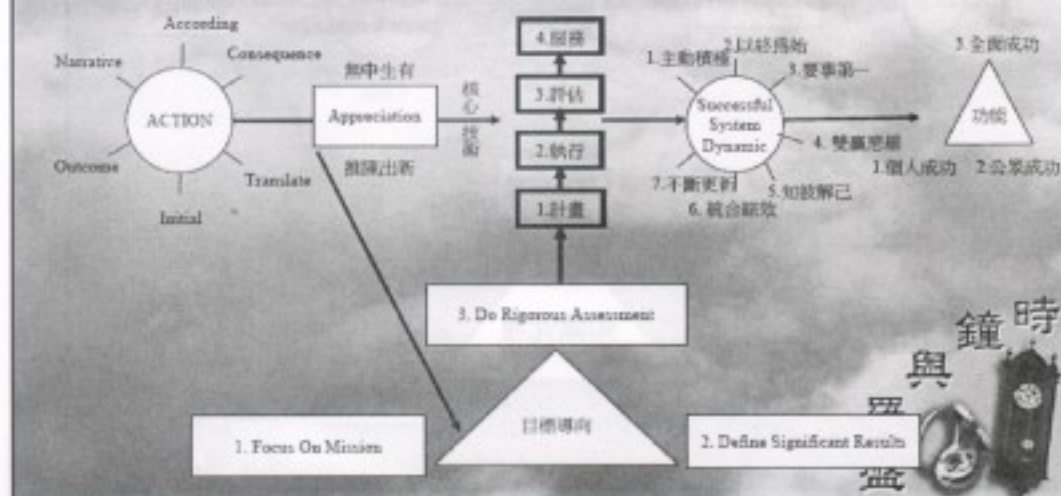 According
Consequence
Narrative
ACTION
Outcome
Translate
Initial
無中生有
Appreciation
推陳出新
核心技術
4.服務
3.評估
2.執行
1.計畫
1.主動積極
2.以終為始
3.要事第一
4.雙贏思維
5.知彼解己
6.統合綜效
7.不斷更新
Successful
System
Dynamic
3.全面成功
功能
1.個人成功
2.公眾成功
3. Do Rigorous Assessment
目標導向
1. Focus On Mission
2. Define Significant Results
時鐘與羅盤